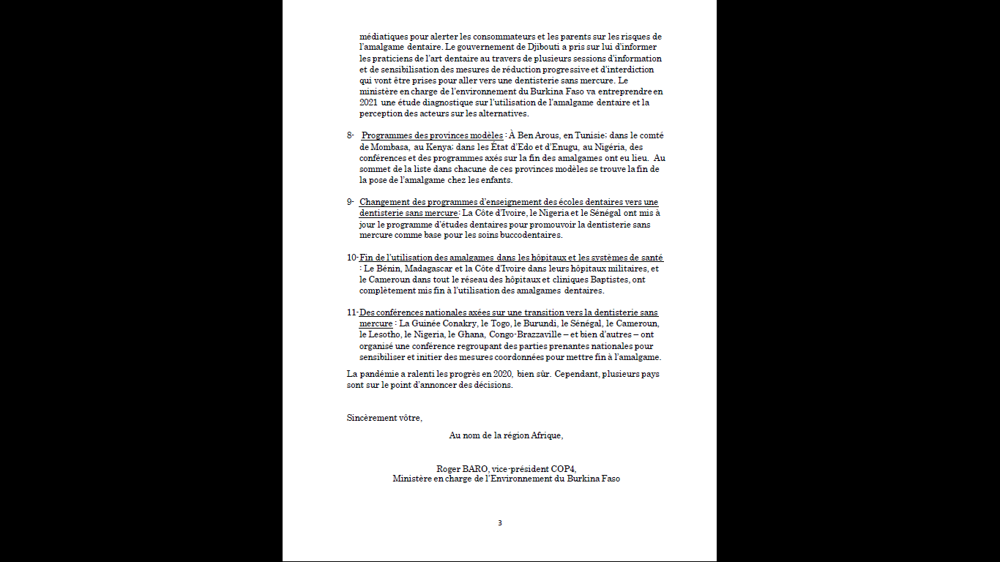 médiatiques pour alerter les consommateurs et les parents sur les risques de
l'amalgame dentaire. Le gouvernement de Djibouti a pris sur lui d'informer
les praticiens de l'art dentaire au travers de plusieurs sessions d'information
et de sensibilisation des mesures de réduction progressive et d'interdiction
qui vont être prises pour aller vers une dentisterie sans mercure. Le
ministère en charge de l'environnement du Burkina Faso va entreprendre en
2021 une étude diagnostique sur l'utilisation de l'amalgame dentaire et la
perception des acteurs sur les alternatives.
8- Programmes des provinces modèles : À Ben Arous, en Tunisie; dans le comté
de Mombasa, au Kenya; dans les État d'Edo et d'Enugu, au Nigéria, des
conférences et des programmes axés sur la fin des amalgames ont eu lieu. Au
sommet de la liste dans chacune de ces provinces modèles se trouve la fin de
la pose de l'amalgame chez les enfants.
9- Changement des programmes d'enseignement des écoles dentaires vers une
dentisterie sans mercure: La Côte d'Ivoire, le Nigeria et le Sénégal ont mis à
jour le programme d'études dentaires pour promouvoir la dentisterie sans
mercure comme base pour les soins buccodentaires.
10-Fin de l'utilisation des amalgames dans les hôpitaux et les systèmes de santé
: Le Bénin, Madagascar et la Côte d'Ivoire dans leurs hôpitaux militaires, et
le Cameroun dans tout le réseau des hôpitaux et cliniques Baptistes, ont
complètement mis fin à l'utilisation des amalgames dentaires.
11-Des conférences nationales axées sur une transition vers la dentisterie sans
mercure : La Guinée Conakry, le Togo, le Burundi, le Sénégal, le Cameroun,
le Lesotho, le Nigeria, le Ghana, Congo-Brazzaville – et bien d'autres – ont
organisé une conférence regroupant des parties prenantes nationales pour
sensibiliser et initier des mesures coordonnées pour mettre fin à l'amalgame.
La pandémie a ralenti les progrès en 2020, bien sûr. Cependant, plusieurs pays
sont sur le point d'annoncer des décisions.
Sincèrement vôtre,
Au nom de la région Afrique,
Roger BARO, vice-président COP4,
Ministère en charge de l'Environnement du Burkina Faso
3